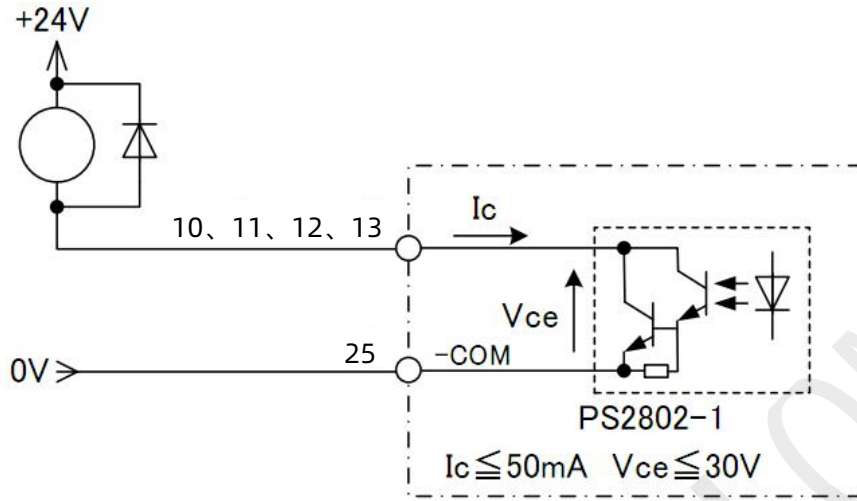 +24V
10、11、12、13
Ic
Vce
0V
25
-COM
PS2802-1
Ic≦50mA Vce≦30V